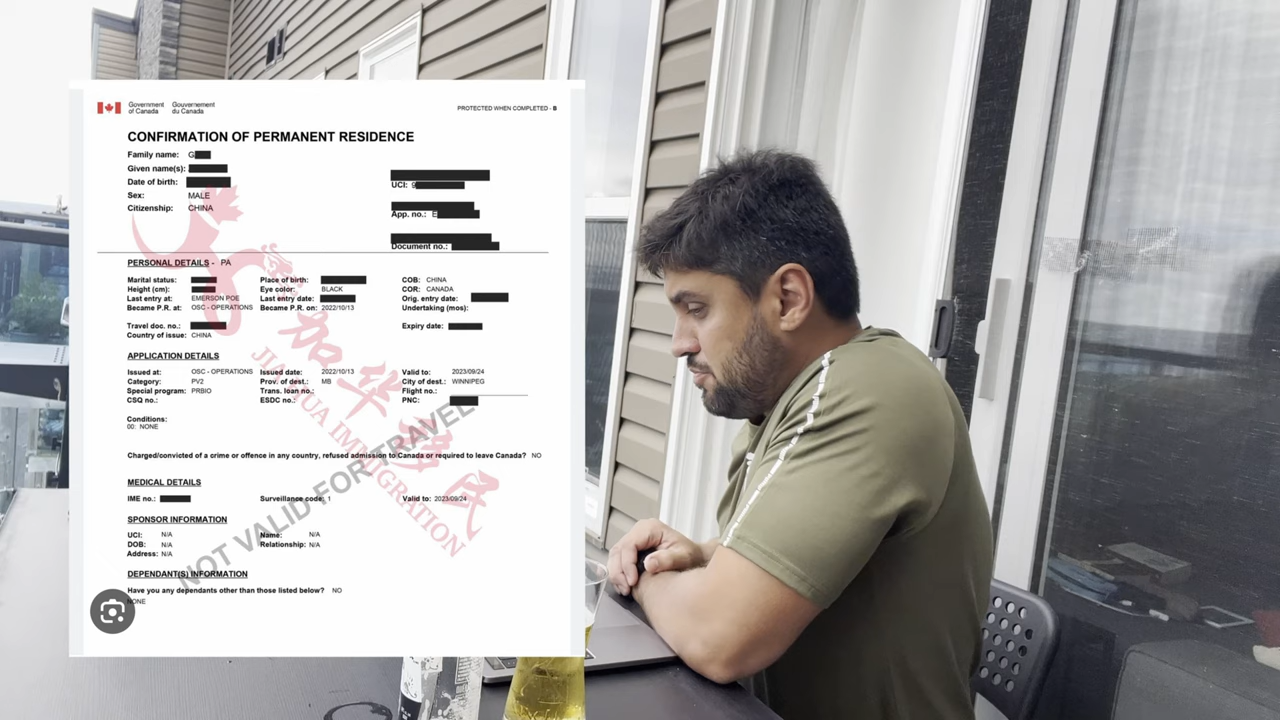 Government of Canada Gouvernement du Canada
PROTECTED WHEN COMPLETED - B
CONFIRMATION OF PERMANENT RESIDENCE
Family name: G
Given name(s):
Date of birth:
Sex: MALE
Citizenship: CHINA
UCI: 9
App. no.: E
Document no.:
PERSONAL DETAILS - PA
Marital status: Place of birth: COB: CHINA
Height (cm): Eye color: BLACK COR: CANADA
Last entry at: EMERSON POE Last entry date: Orig. entry date:
Became P.R. at: OSC - OPERATIONS Became P.R. on: 2022/10/13 Undertaking (mos):
Travel doc. no.: Expiry date:
Country of issue: CHINA
APPLICATION DETAILS
Issued at: OSC - OPERATIONS Issued date: 2022/10/13 Valid to: 2023/09/24
Category: PV2 Prov. of dest.: MB City of dest.: WINNIPEG
Special program: PRBIO Trans. loan no.: Flight no.:
CSQ no.: ESDC no.: PNC:
Conditions:
00: NONE
Charged/convicted of a crime or offence in any country, refused admission to Canada or required to leave Canada? NO
MEDICAL DETAILS
IME no.: Surveillance code: 1 Valid to: 2023/09/24
SPONSOR INFORMATION
UCI: N/A Name: N/A
DOB: N/A Relationship: N/A
Address: N/A
DEPENDANT(S) INFORMATION
Have you any dependants other than those listed below? NO
NONE
加华移民
JIAHUA IMMIGRATION
NOT VALID FOR TRAVEL